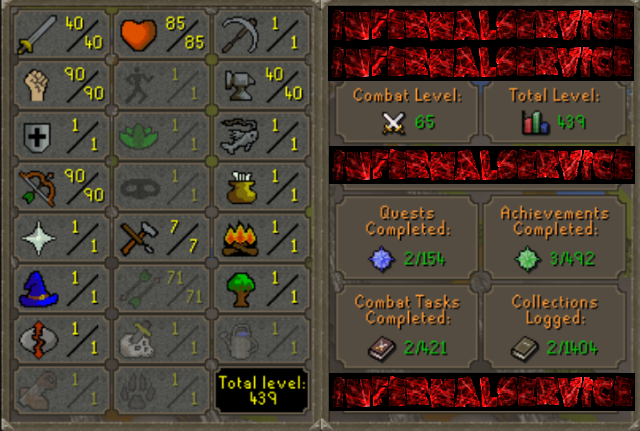 40/40 85/85 1/1
90/90 1/1 40/40
1/1 1/1 1/1
90/90 1/1 1/1
1/1 7/7 1/1
1/1 71/71 1/1
1/1 1/1 1/1
1/1 1/1 Total level:
439
INFERNALSERVICE
INFERNALSERVICE
Combat Level: Total Level:
65 439
INFERNALSERVICE
Quests Achievements
Completed: Completed:
2/154 3/492
Combat Tasks Collections
Completed: Logged:
2/421 2/1404
INFERNALSERVICE